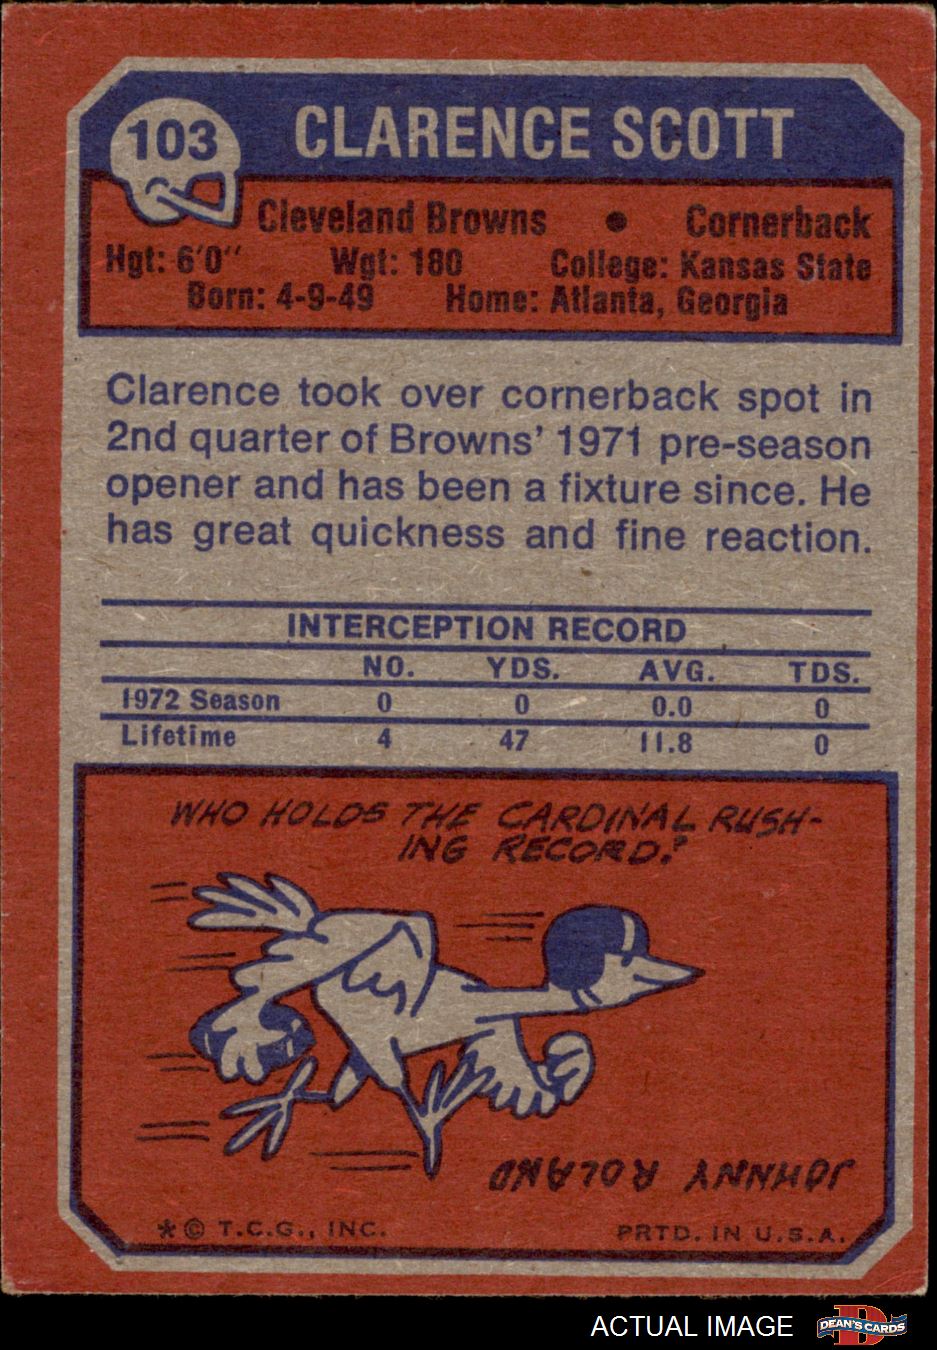 103
CLARENCE SCOTT
Cleveland Browns • Cornerback
Hgt: 6'0" Wgt: 180 College: Kansas State
Born: 4-9-49 Home: Atlanta, Georgia
Clarence took over cornerback spot in
2nd quarter of Browns' 1971 pre-season
opener and has been a fixture since. He
has great quickness and fine reaction.
INTERCEPTION RECORD
NO. YDS. AVG. TDS.
1972 Season 0 0 0.0 0
Lifetime 4 47 11.8 0
WHO HOLDS THE CARDINAL RUSH-
ING RECORD?
JOHNNY ROLAND
*© T.C.G., INC. PRTD. IN U.S.A.
ACTUAL IMAGE
D
DEAN'S CARDS